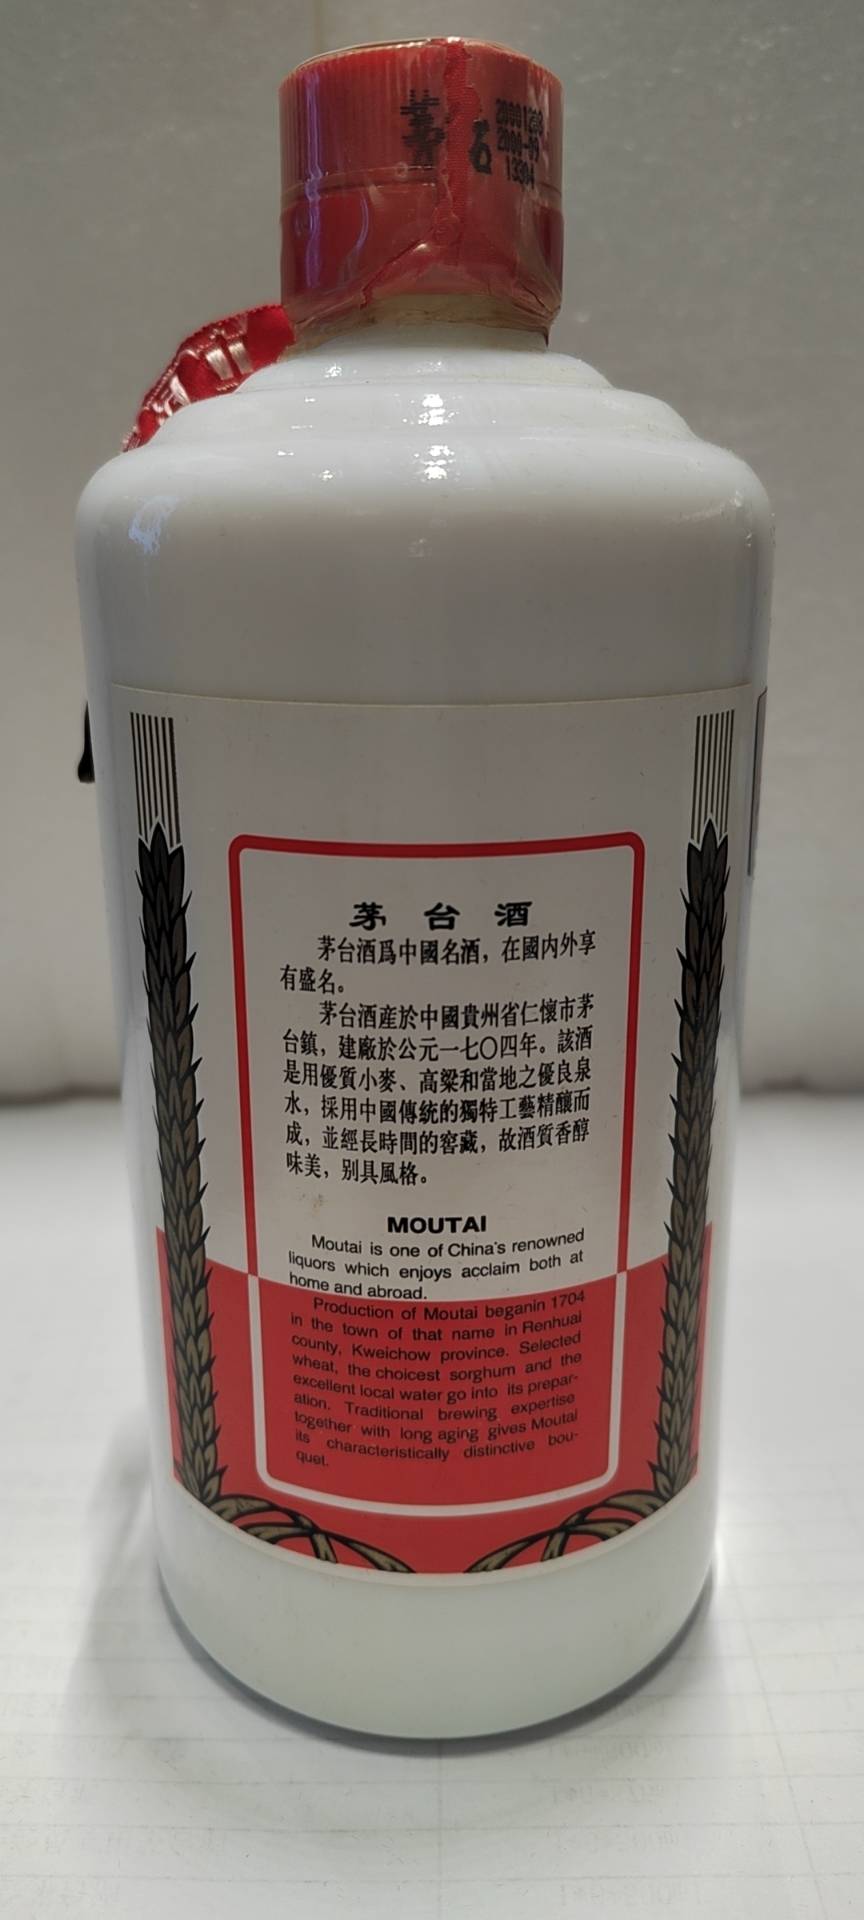 茅
2000-09
13304
茅台酒
茅台酒爲中國名酒，在國内外享
有盛名。
茅台酒産於中國貴州省仁懷市茅
台鎮，建廠於公元一七〇四年。該酒
是用優質小麥、高粱和當地之優良泉
水，採用中國傳統的獨特工藝精釀而
成，並經長時間的窖藏，故酒質香醇
味美，别具風格。
MOUTAI
Moutai is one of China's renowned
liquors which enjoys acclaim both at
home and abroad.
Production of Moutai beganin 1704
in the town of that name in Renhuai
county, Kweichow province. Selected
wheat, the choicest sorghum and the
excellent local water go into its prepar-
ation. Traditional brewing expertise
together with long aging gives Moutai
its characteristically distinctive bou-
quet.